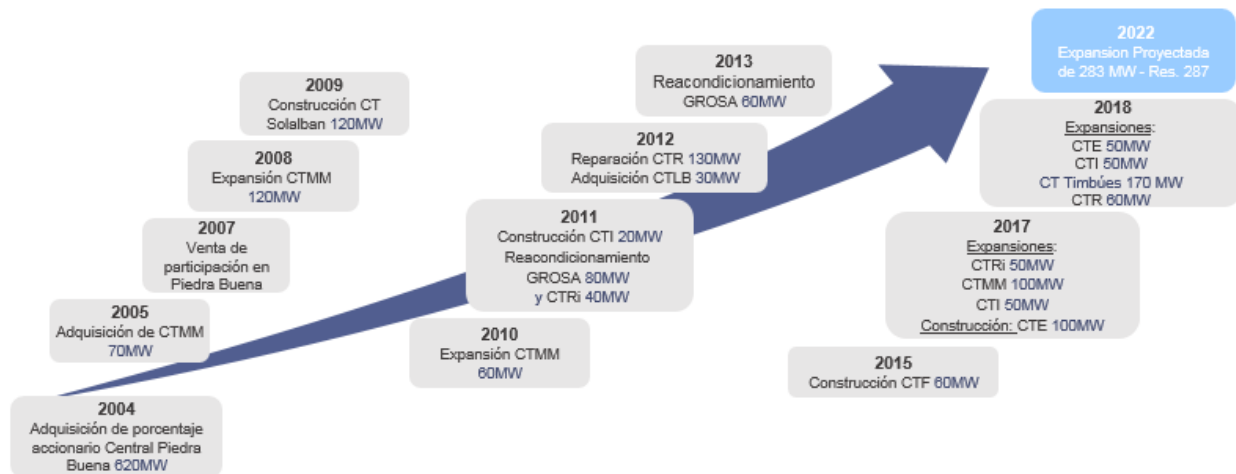 2004
Adquisición de porcentaje
accionario Central Piedra
Buena 620MW
2005
Adquisición de CTMM
70MW
2007
Venta de
participación en
Piedra Buena
2008
Expansión CTMM
120MW
2009
Construcción CT
Solalban 120MW
2010
Expansión CTMM
60MW
2011
Construcción CTI 20MW
Reacondicionamiento
GROSA 80MW
y CTRi 40MW
2012
Reparación CTR 130MW
Adquisición CTLB 30MW
2013
Reacondicionamiento
GROSA 60MW
2015
Construcción CTF 60MW
2017
Expansiones:
CTRi 50MW
CTMM 100MW
CTI 50MW
Construcción: CTE 100MW
2018
Expansiones:
CTE 50MW
CTI 50MW
CT Timbúes 170 MW
CTR 60MW
2022
Expansion Proyectada
de 283 MW - Res. 287